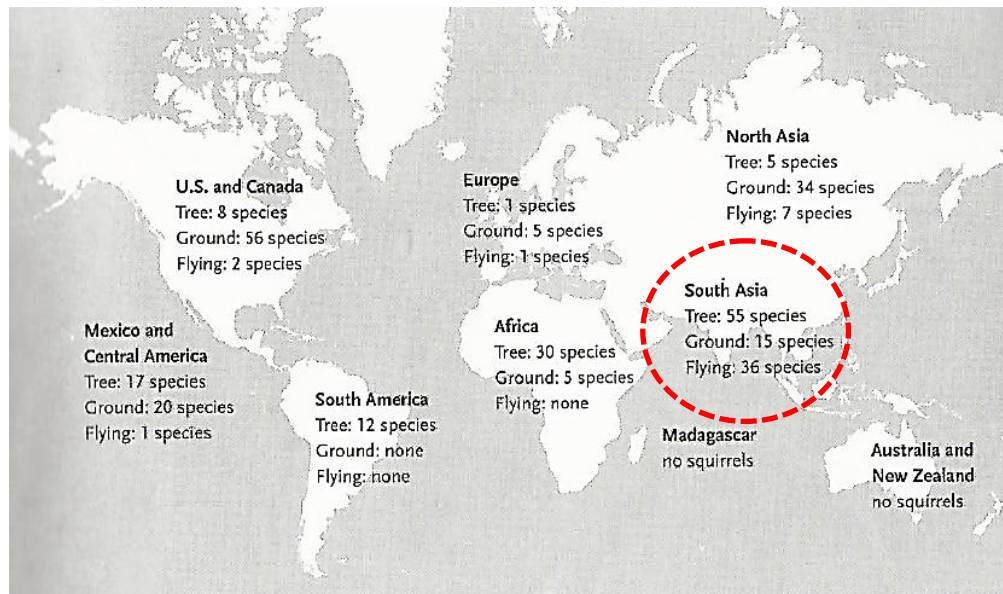 U.S. and Canada
Tree: 8 species
Ground: 56 species
Flying: 2 species
Mexico and
Central America
Tree: 17 species
Ground: 20 species
Flying: 1 species
South America
Tree: 12 species
Ground: none
Flying: none
Europe
Tree: 1 species
Ground: 5 species
Flying: 1 species
Africa
Tree: 30 species
Ground: 5 species
Flying: none
North Asia
Tree: 5 species
Ground: 34 species
Flying: 7 species
South Asia
Tree: 55 species
Ground: 15 species
Flying: 36 species
Madagascar
no squirrels
Australia and
New Zealand
no squirrels